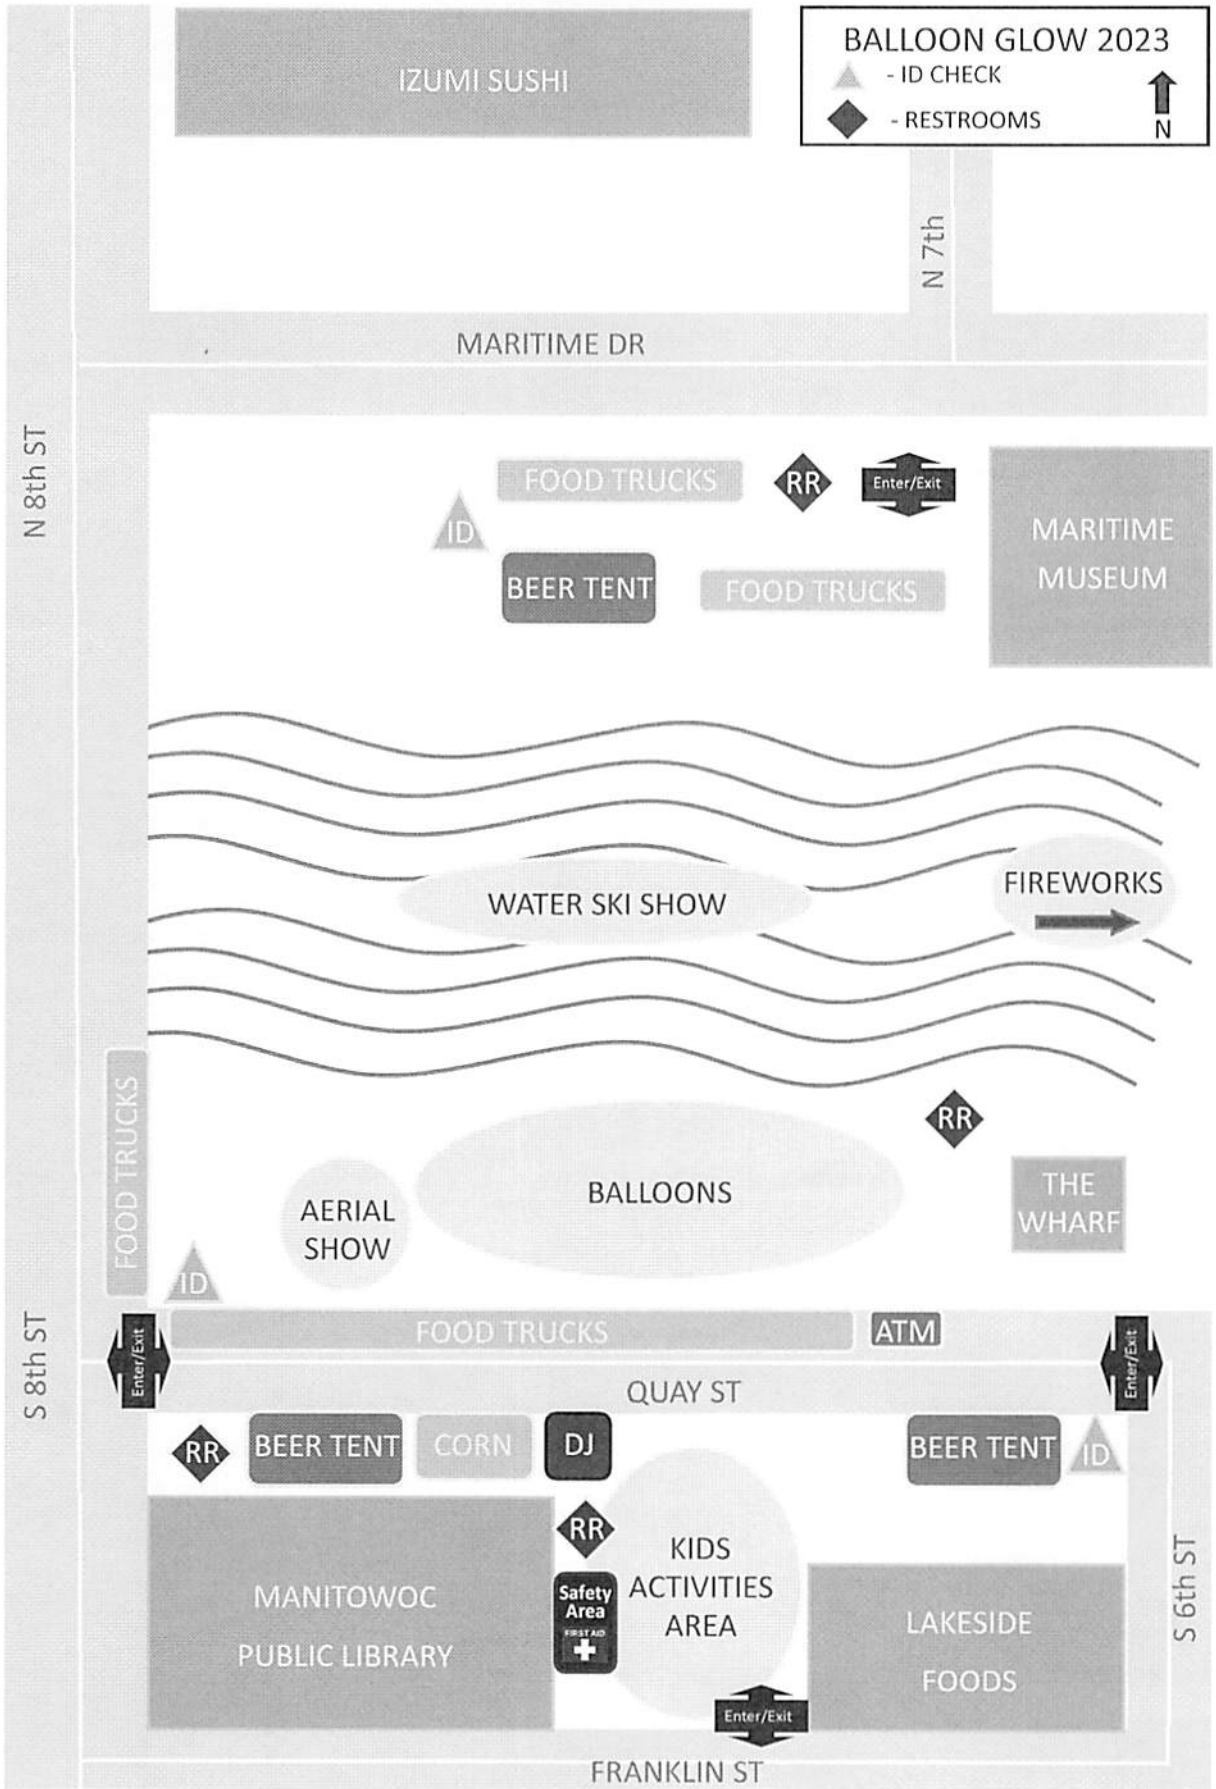 IZUMI SUSHI
BALLOON GLOW 2023
- ID CHECK
- RESTROOMS
N
N 7th
MARITIME DR
N 8th ST
FOOD TRUCKS
RR
Enter/Exit
ID
MARITIME
MUSEUM
BEER TENT
FOOD TRUCKS
WATER SKI SHOW
FIREWORKS
FOOD TRUCKS
RR
BALLOONS
THE
WHARF
AERIAL
SHOW
ID
S 8th ST
Enter/Exit
FOOD TRUCKS
ATM
Enter/Exit
QUAY ST
RR
BEER TENT
CORN
DJ
BEER TENT
ID
RR
KIDS
ACTIVITIES
AREA
Safety
Area
FIRST AID
MANITOWOC
PUBLIC LIBRARY
LAKESIDE
FOODS
S 6th ST
Enter/Exit
FRANKLIN ST